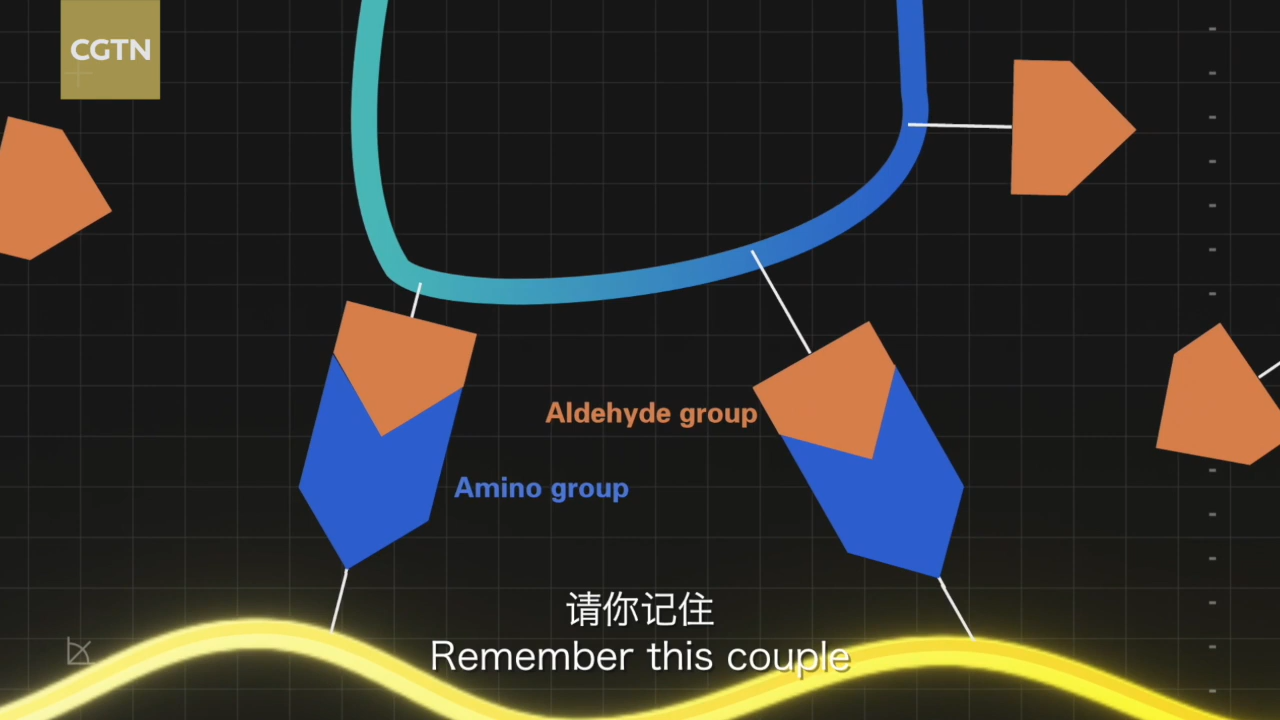 CGTN
Aldehyde group
Amino group
请你记住
Remember this couple